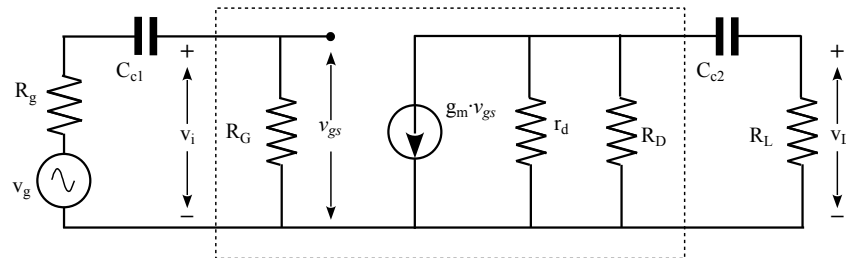 C_c1
C_c2
R_g
+
v_i
−
R_G
v_gs
g_m·v_gs
r_d
R_D
R_L
+
v_L
−
v_g